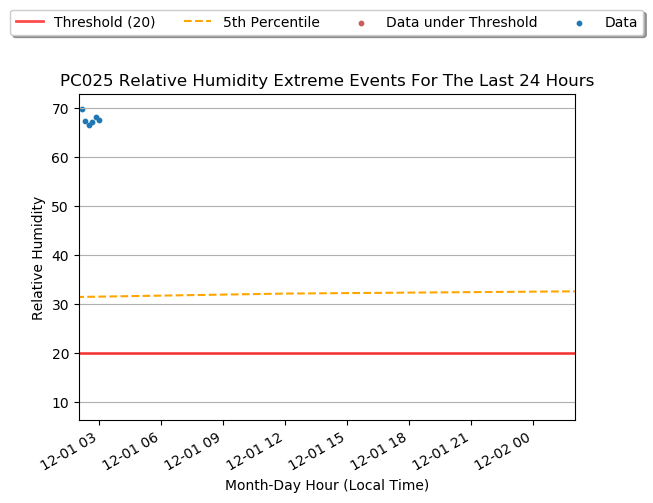 Threshold (20) 5th Percentile Data under Threshold Data
PC025 Relative Humidity Extreme Events For The Last 24 Hours
70
60
50
40
30
20
10
Relative Humidity
12-01 03 12-01 06 12-01 09 12-01 12 12-01 15 12-01 18 12-01 21 12-02 00
Month-Day Hour (Local Time)